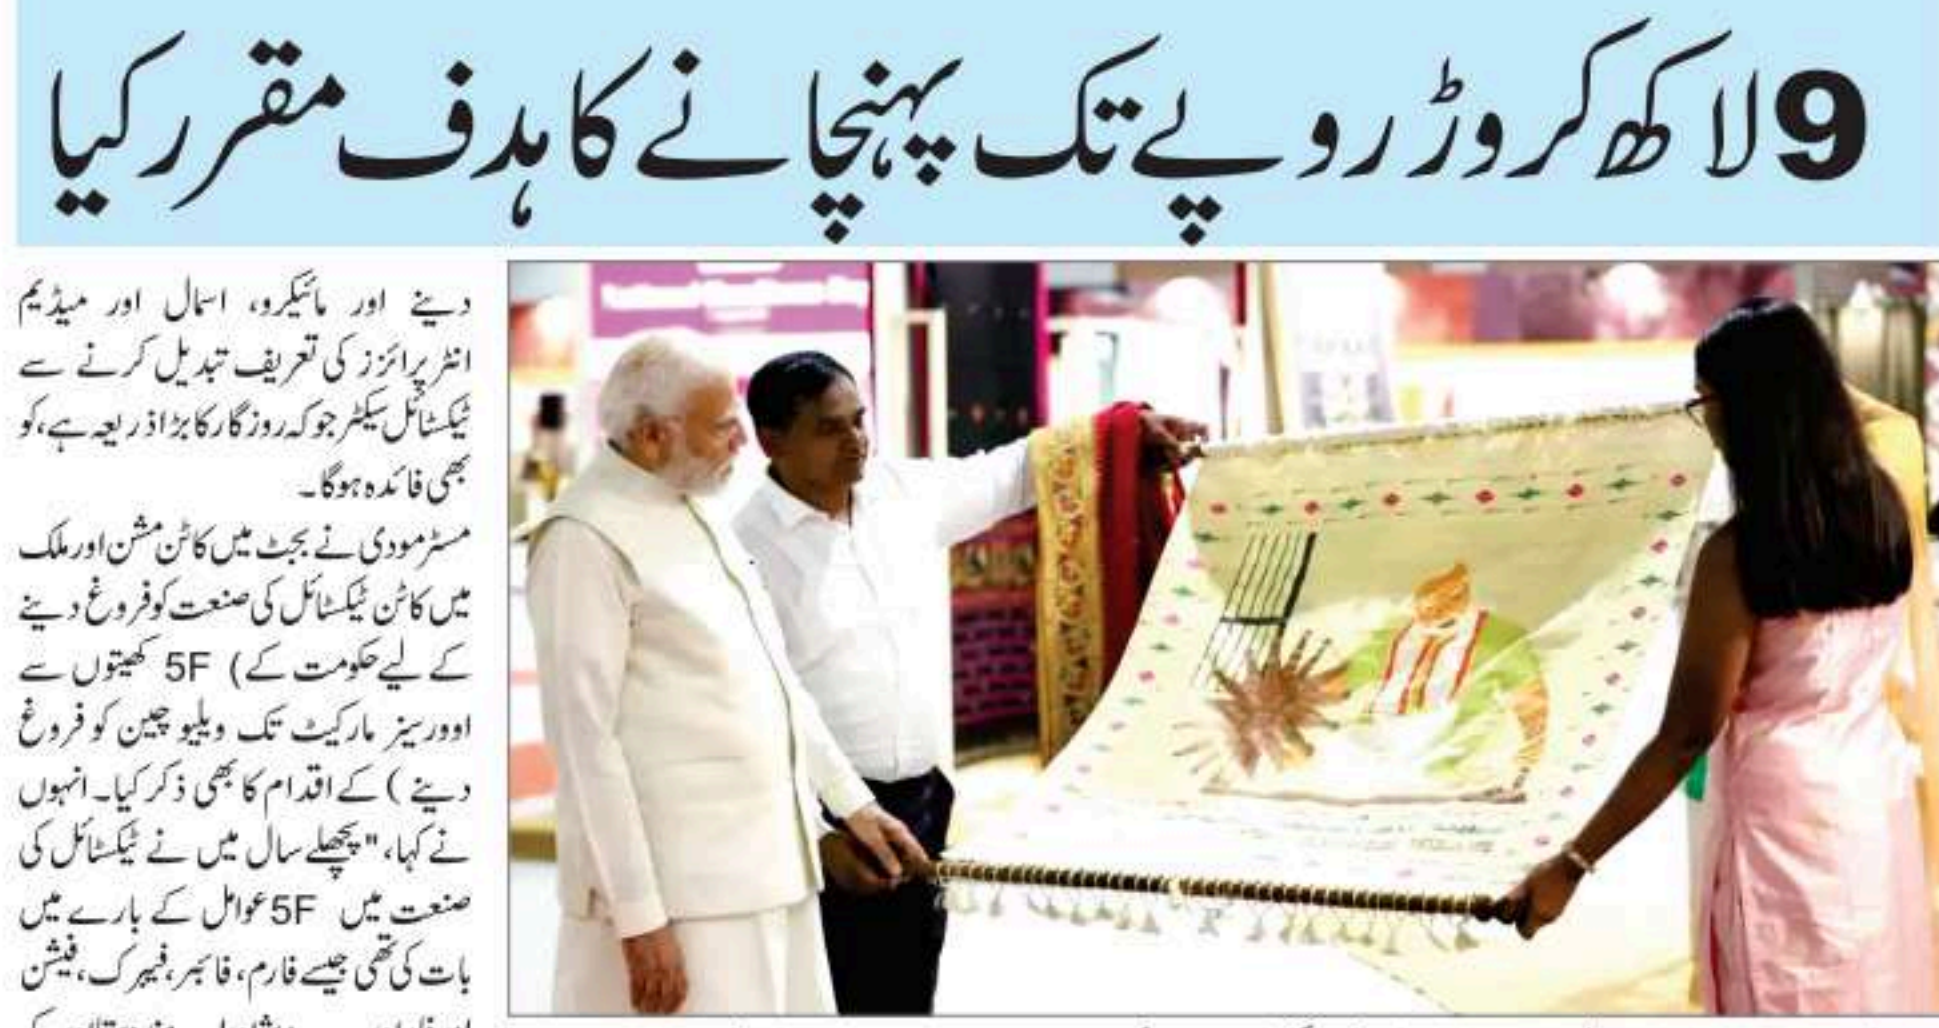 9 لاکھ کروڑ روپے تک پہنچانے کا ہدف مقرر کیا
دینے اور مائیکرو، اسمال اور میڈیم
انٹرپرائزز کی تعریف تبدیل کرنے سے
ٹیکسٹائل سیکٹر جو کہ روزگار کا بڑا ذریعہ ہے، کو
بھی فائدہ ہوگا۔
مسٹر مودی نے بجٹ میں کاٹن مشن اور ملک
میں کاٹن ٹیکسٹائل کی صنعت کو فروغ دینے
کے لیے حکومت کے) 5F کھیتوں سے
اوورسیز مارکیٹ تک ویلیو چین کو فروغ
دینے ) کے اقدام کا بھی ذکر کیا۔ انہوں
نے کہا، "پچھلے سال میں نے ٹیکسٹائل کی
صنعت میں 5F عوامل کے بارے میں
بات کی تھی جیسے فارم، فائبر، فیبرک، فیشن